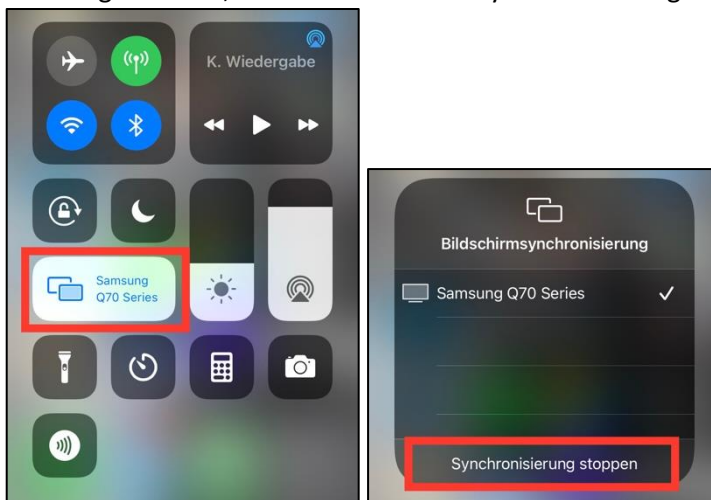 K. Wiedergabe
Samsung
Q70 Series
Bildschirmsynchronisierung
Samsung Q70 Series
Synchronisierung stoppen